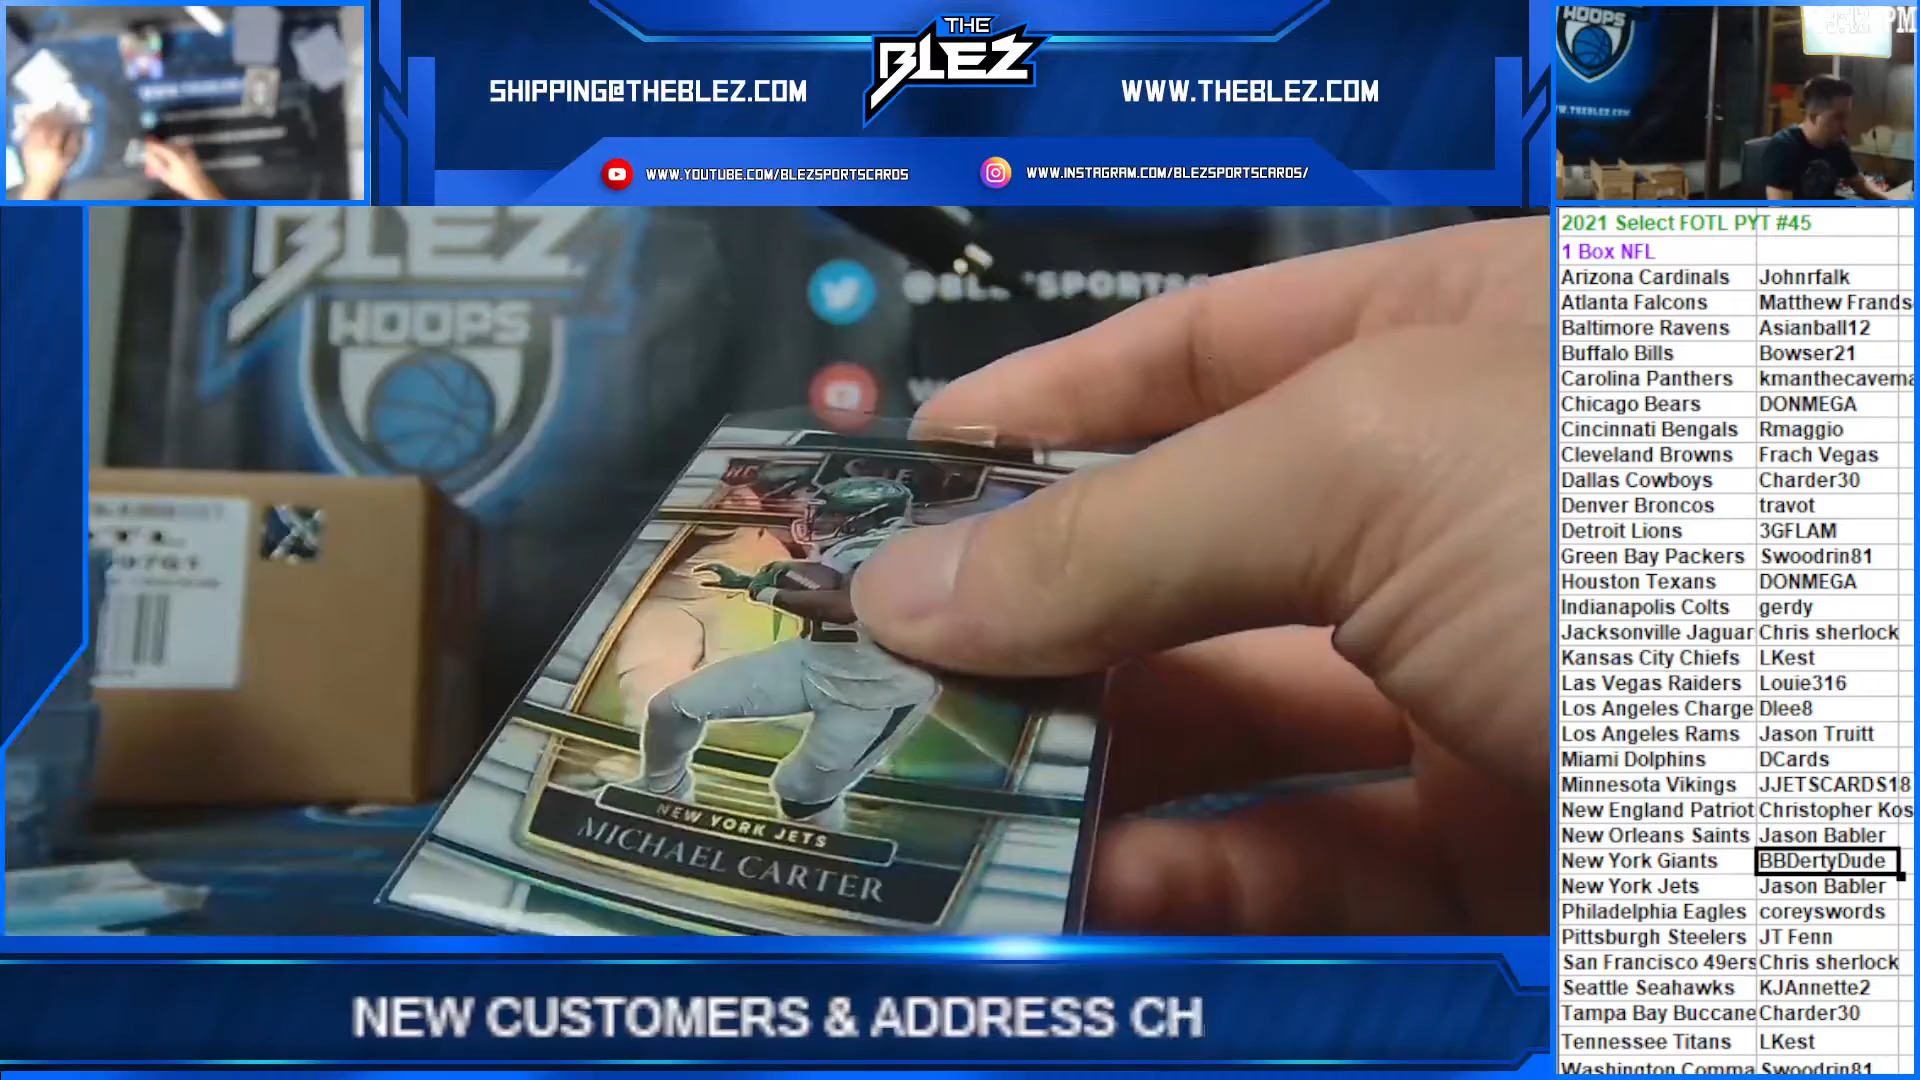 THE
BLEZ
SHIPPING@THEBLEZ.COM
WWW.THEBLEZ.COM
WWW.YOUTUBE.COM/BLEZSPORTSCARDS
WWW.INSTAGRAM.COM/BLEZSPORTSCARDS/
HOOPS
BLEZ
HOOPS
NEW YORK JETS
MICHAEL CARTER
NEW CUSTOMERS & ADDRESS CH
2021 Select FOTL PYT #45
1 Box NFL
Arizona Cardinals Johnrfalk
Atlanta Falcons Matthew Frands
Baltimore Ravens Asianball12
Buffalo Bills Bowser21
Carolina Panthers kmanthecavema
Chicago Bears DONMEGA
Cincinnati Bengals Rmaggio
Cleveland Browns Frach Vegas
Dallas Cowboys Charder30
Denver Broncos travot
Detroit Lions 3GFLAM
Green Bay Packers Swoodrin81
Houston Texans DONMEGA
Indianapolis Colts gerdy
Jacksonville Jaguar Chris sherlock
Kansas City Chiefs LKest
Las Vegas Raiders Louie316
Los Angeles Charge Dlee8
Los Angeles Rams Jason Truitt
Miami Dolphins DCards
Minnesota Vikings JJETSCARDS18
New England Patriot Christopher Kos
New Orleans Saints Jason Babler
New York Giants BBDertyDude
New York Jets Jason Babler
Philadelphia Eagles coreyswords
Pittsburgh Steelers JT Fenn
San Francisco 49ers Chris sherlock
Seattle Seahawks KJAnnette2
Tampa Bay Buccane Charder30
Tennessee Titans LKest
Washington Comma Swoodrin81